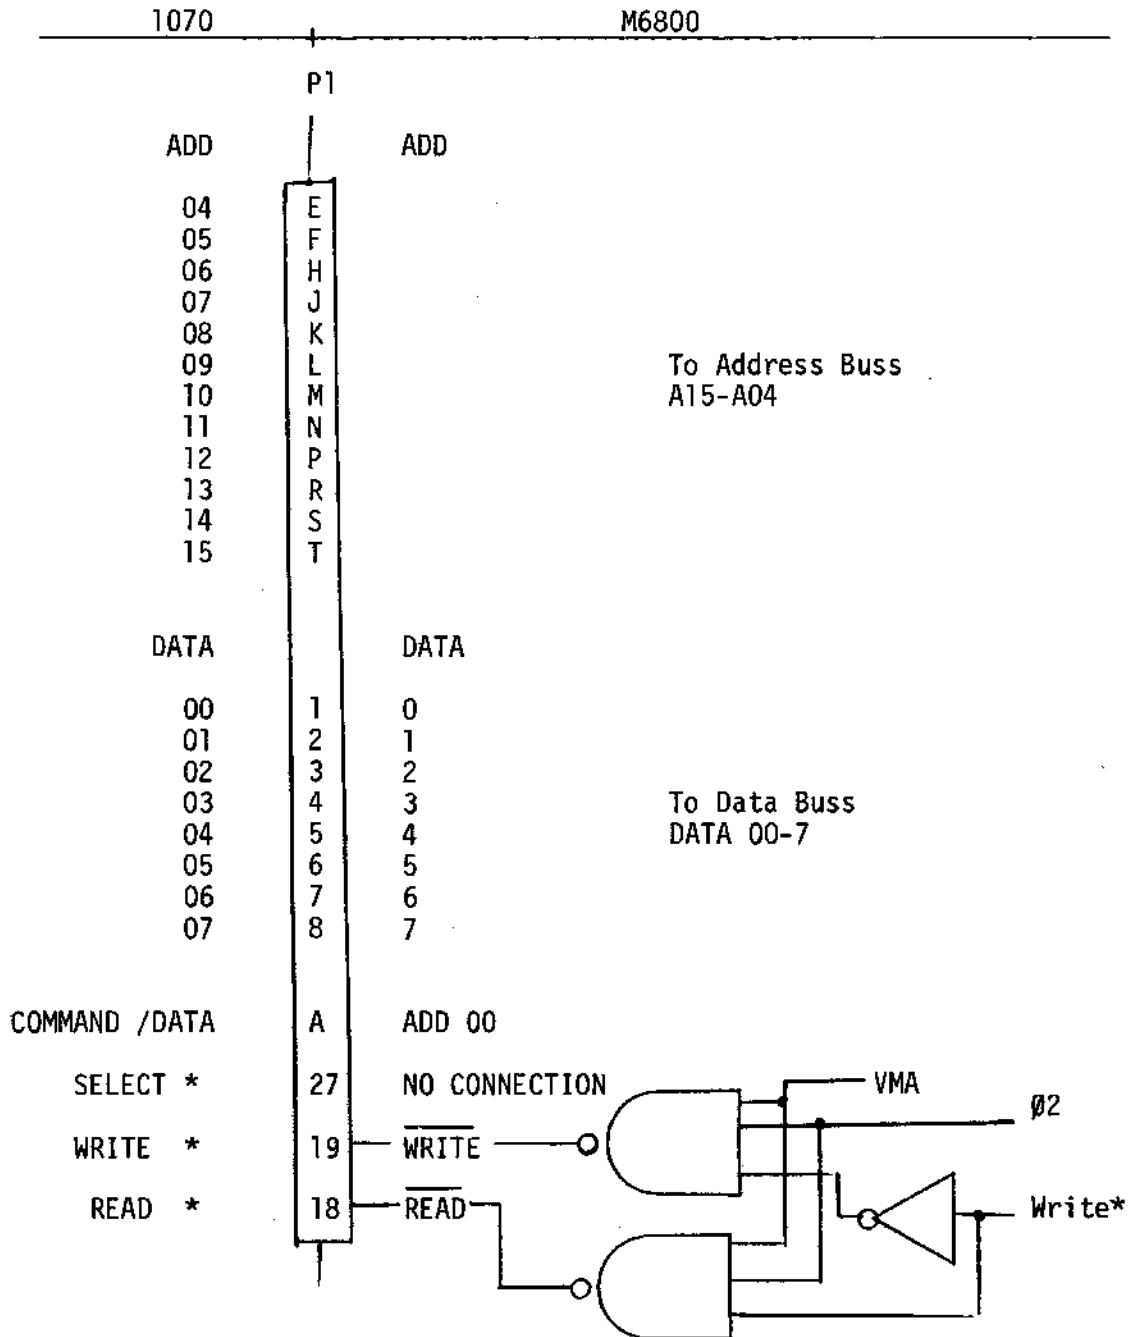 1070 M6800
P1
ADD ADD
04 E
05 F
06 H
07 J
08 K
09 L To Address Buss
10 M A15-A04
11 N
12 P
13 R
14 S
15 T
DATA DATA
00 1 0
01 2 1
02 3 2
03 4 3 To Data Buss
04 5 4 DATA 00-7
05 6 5
06 7 6
07 8 7
COMMAND /DATA A ADD 00
SELECT * 27 NO CONNECTION VMA
Ø2
WRITE * 19 WRITE
READ * 18 READ Write*